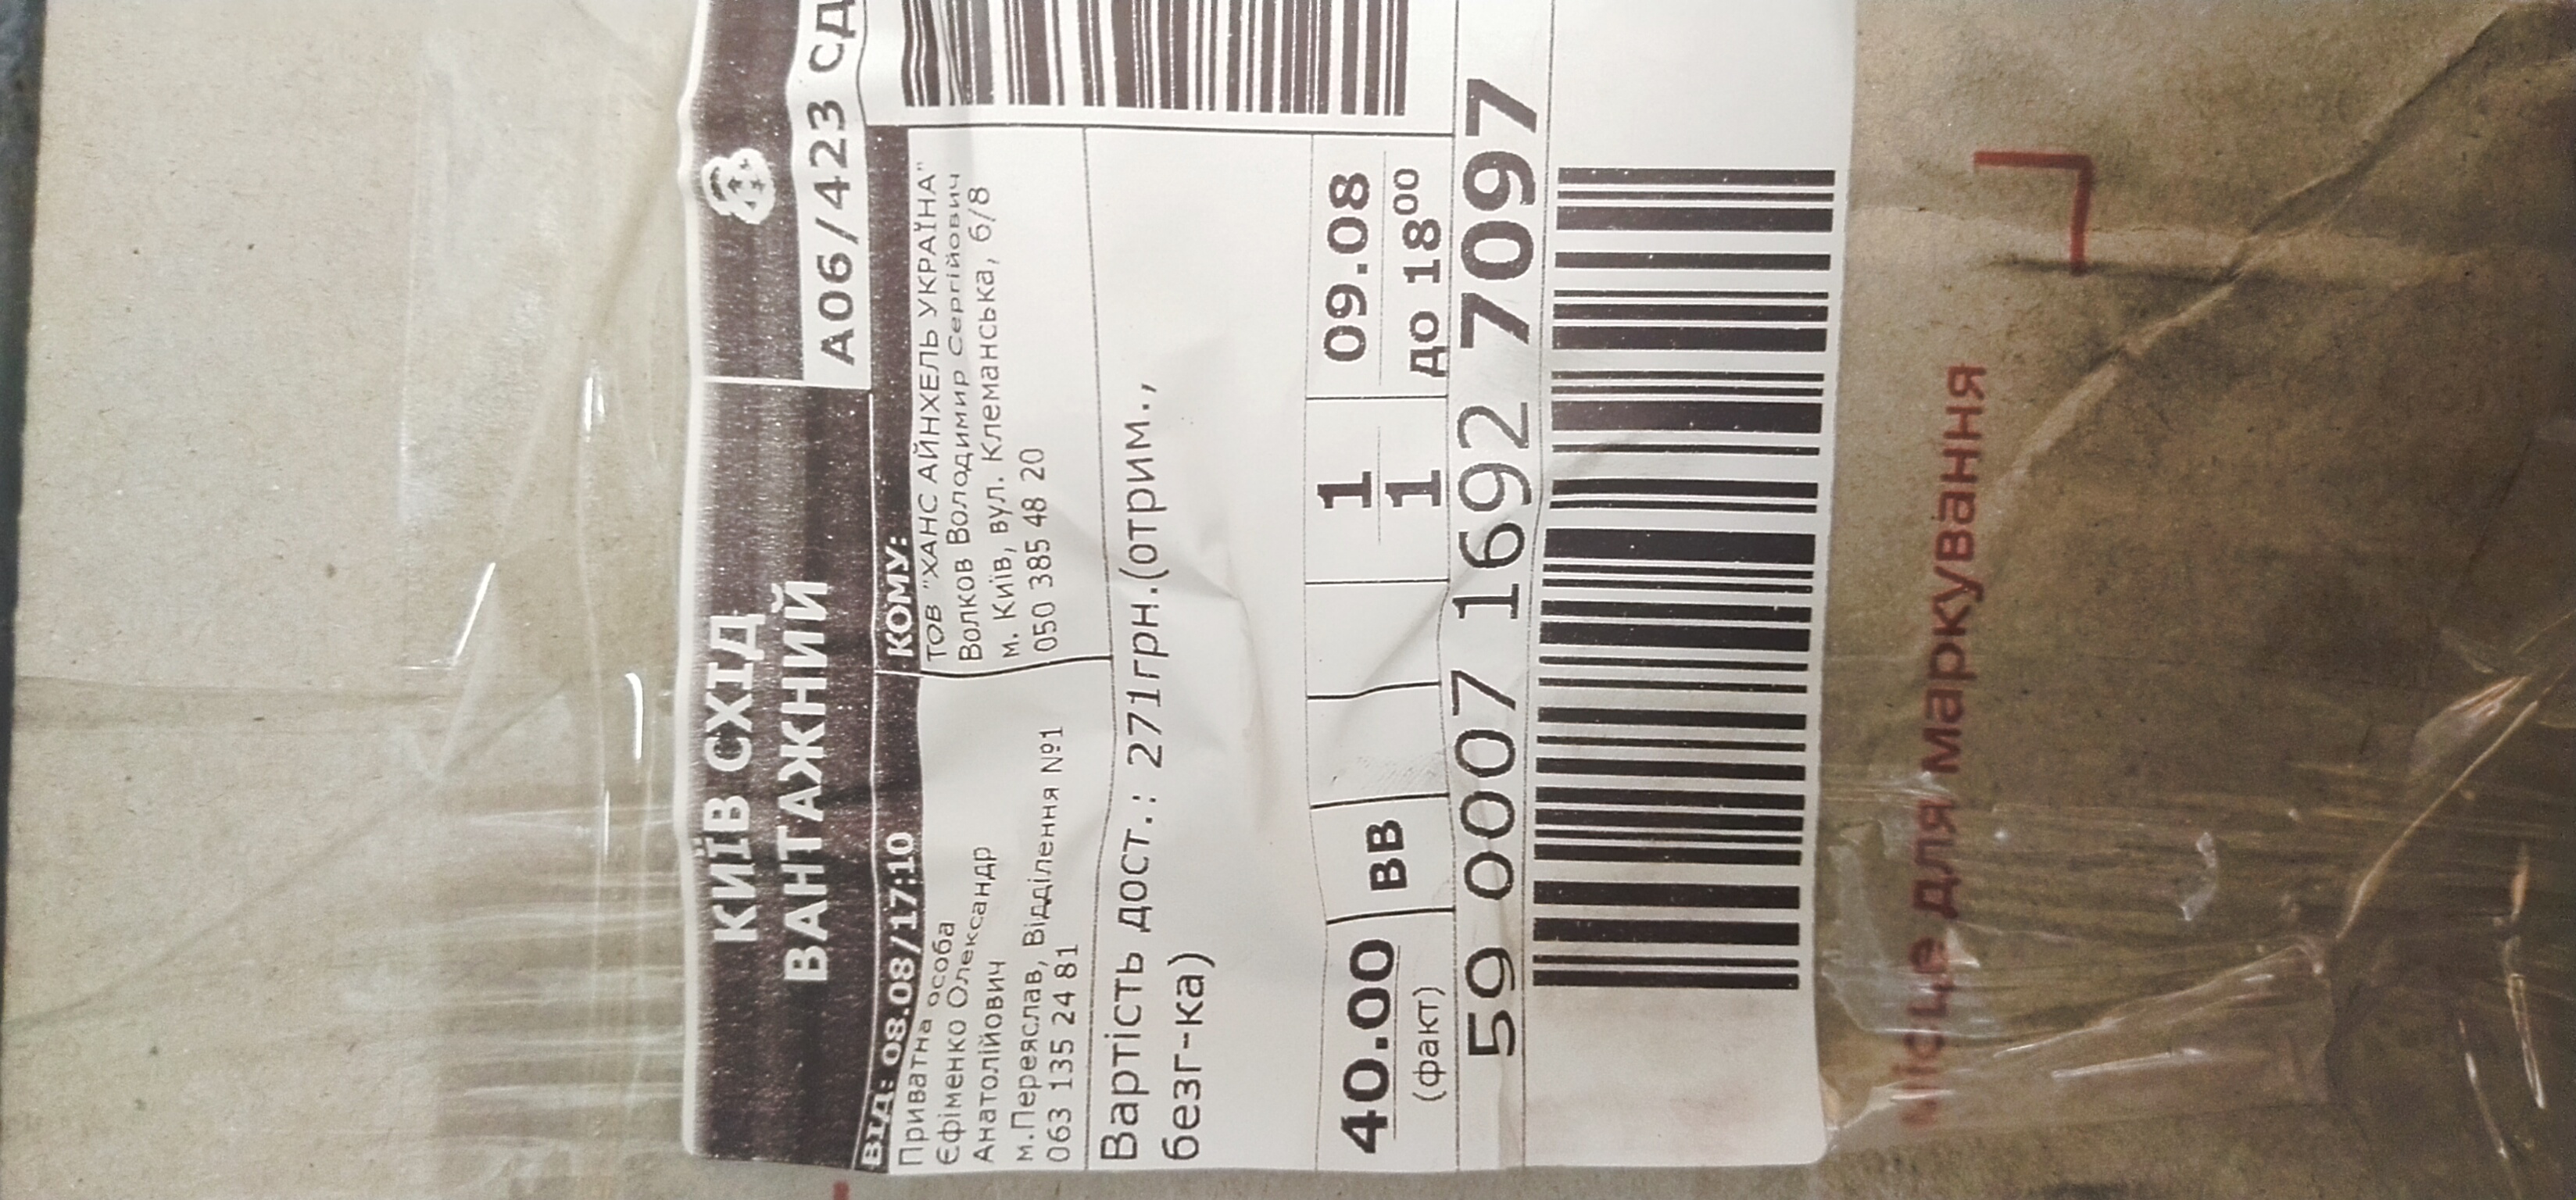 КИЇВ СХІД
ВАНТАЖНИЙ
А06/423 СД
ВІД: 08.08/17:10
Приватна особа
Єфіменко Олександр
Анатолійович
м.Переяслав, Відділення №1
063 135 24 81
КОМУ:
ТОВ "ХАНС АЙНХЕЛЬ УКРАЇНА"
Волков Володимир Сергійович
м. Київ, вул. Клеманська, 6/8
050 385 48 20
Вартість дост.: 271грн.(отрим.,
безг-ка)
40.00
(факт)
ВВ
1
1
09.08
до 18⁰⁰
59 0007 1692 7097
Місце для маркування